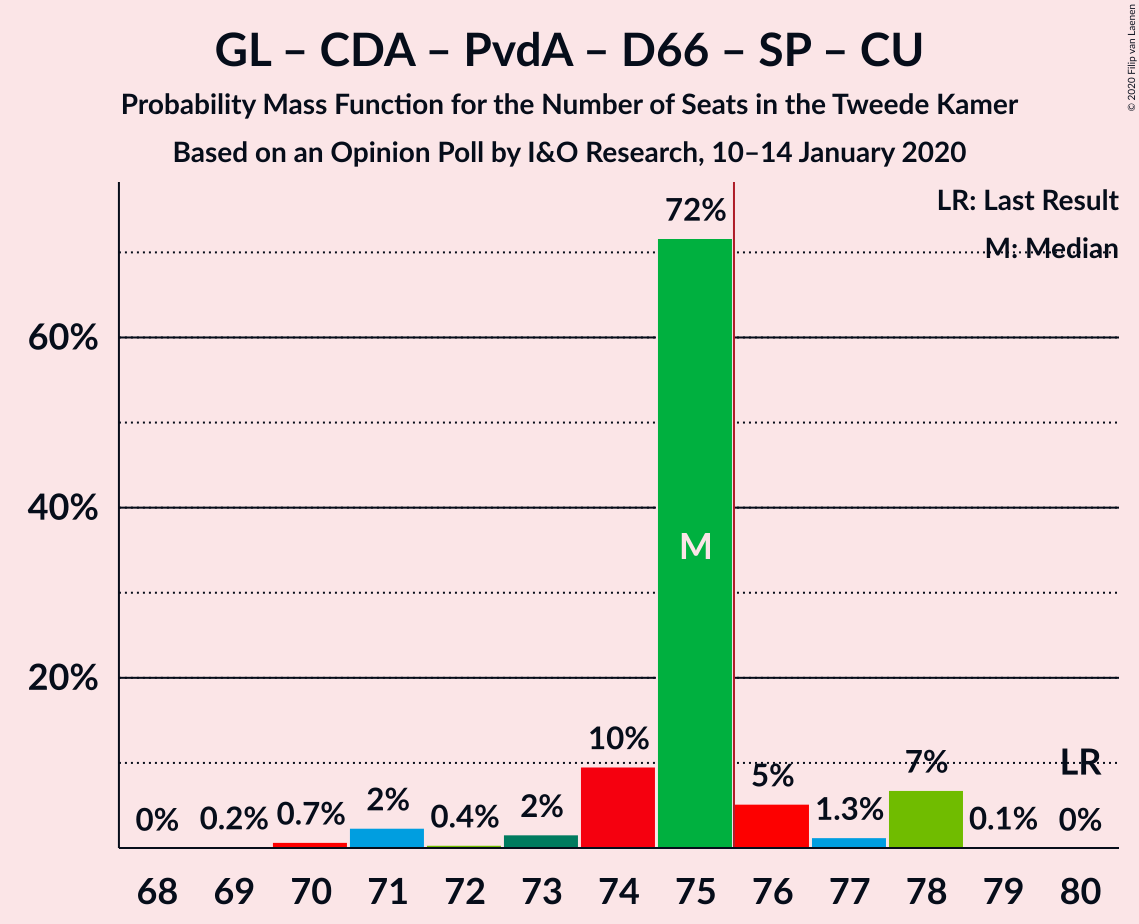 GL – CDA – PvdA – D66 – SP – CU
Probability Mass Function for the Number of Seats in the Tweede Kamer
Based on an Opinion Poll by I&O Research, 10–14 January 2020
© 2020 Filip van Laenen
LR: Last Result
M: Median
60%
40%
20%
0% 0.2% 0.7% 2% 0.4% 2% 10% 72% 5% 1.3% 7% 0.1% 0%
M
LR
68 69 70 71 72 73 74 75 76 77 78 79 80